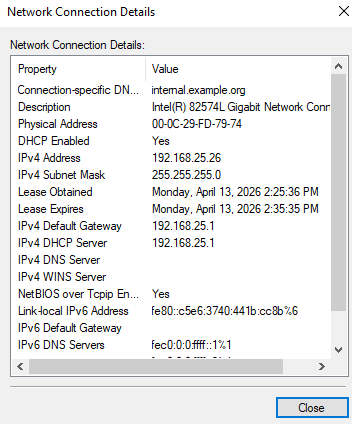 Network Connection Details
Network Connection Details:
Property Value
Connection-specific DN... internal.example.org
Description Intel(R) 82574L Gigabit Network Conn
Physical Address 00-0C-29-FD-79-74
DHCP Enabled Yes
IPv4 Address 192.168.25.26
IPv4 Subnet Mask 255.255.255.0
Lease Obtained Monday, April 13, 2026 2:25:36 PM
Lease Expires Monday, April 13, 2026 2:35:35 PM
IPv4 Default Gateway 192.168.25.1
IPv4 DHCP Server 192.168.25.1
IPv4 DNS Server
IPv4 WINS Server
NetBIOS over Tcpip En... Yes
Link-local IPv6 Address fe80::c5e6:3740:441b:cc8b%6
IPv6 Default Gateway
IPv6 DNS Servers fec0:0:0:ffff::1%1
Close